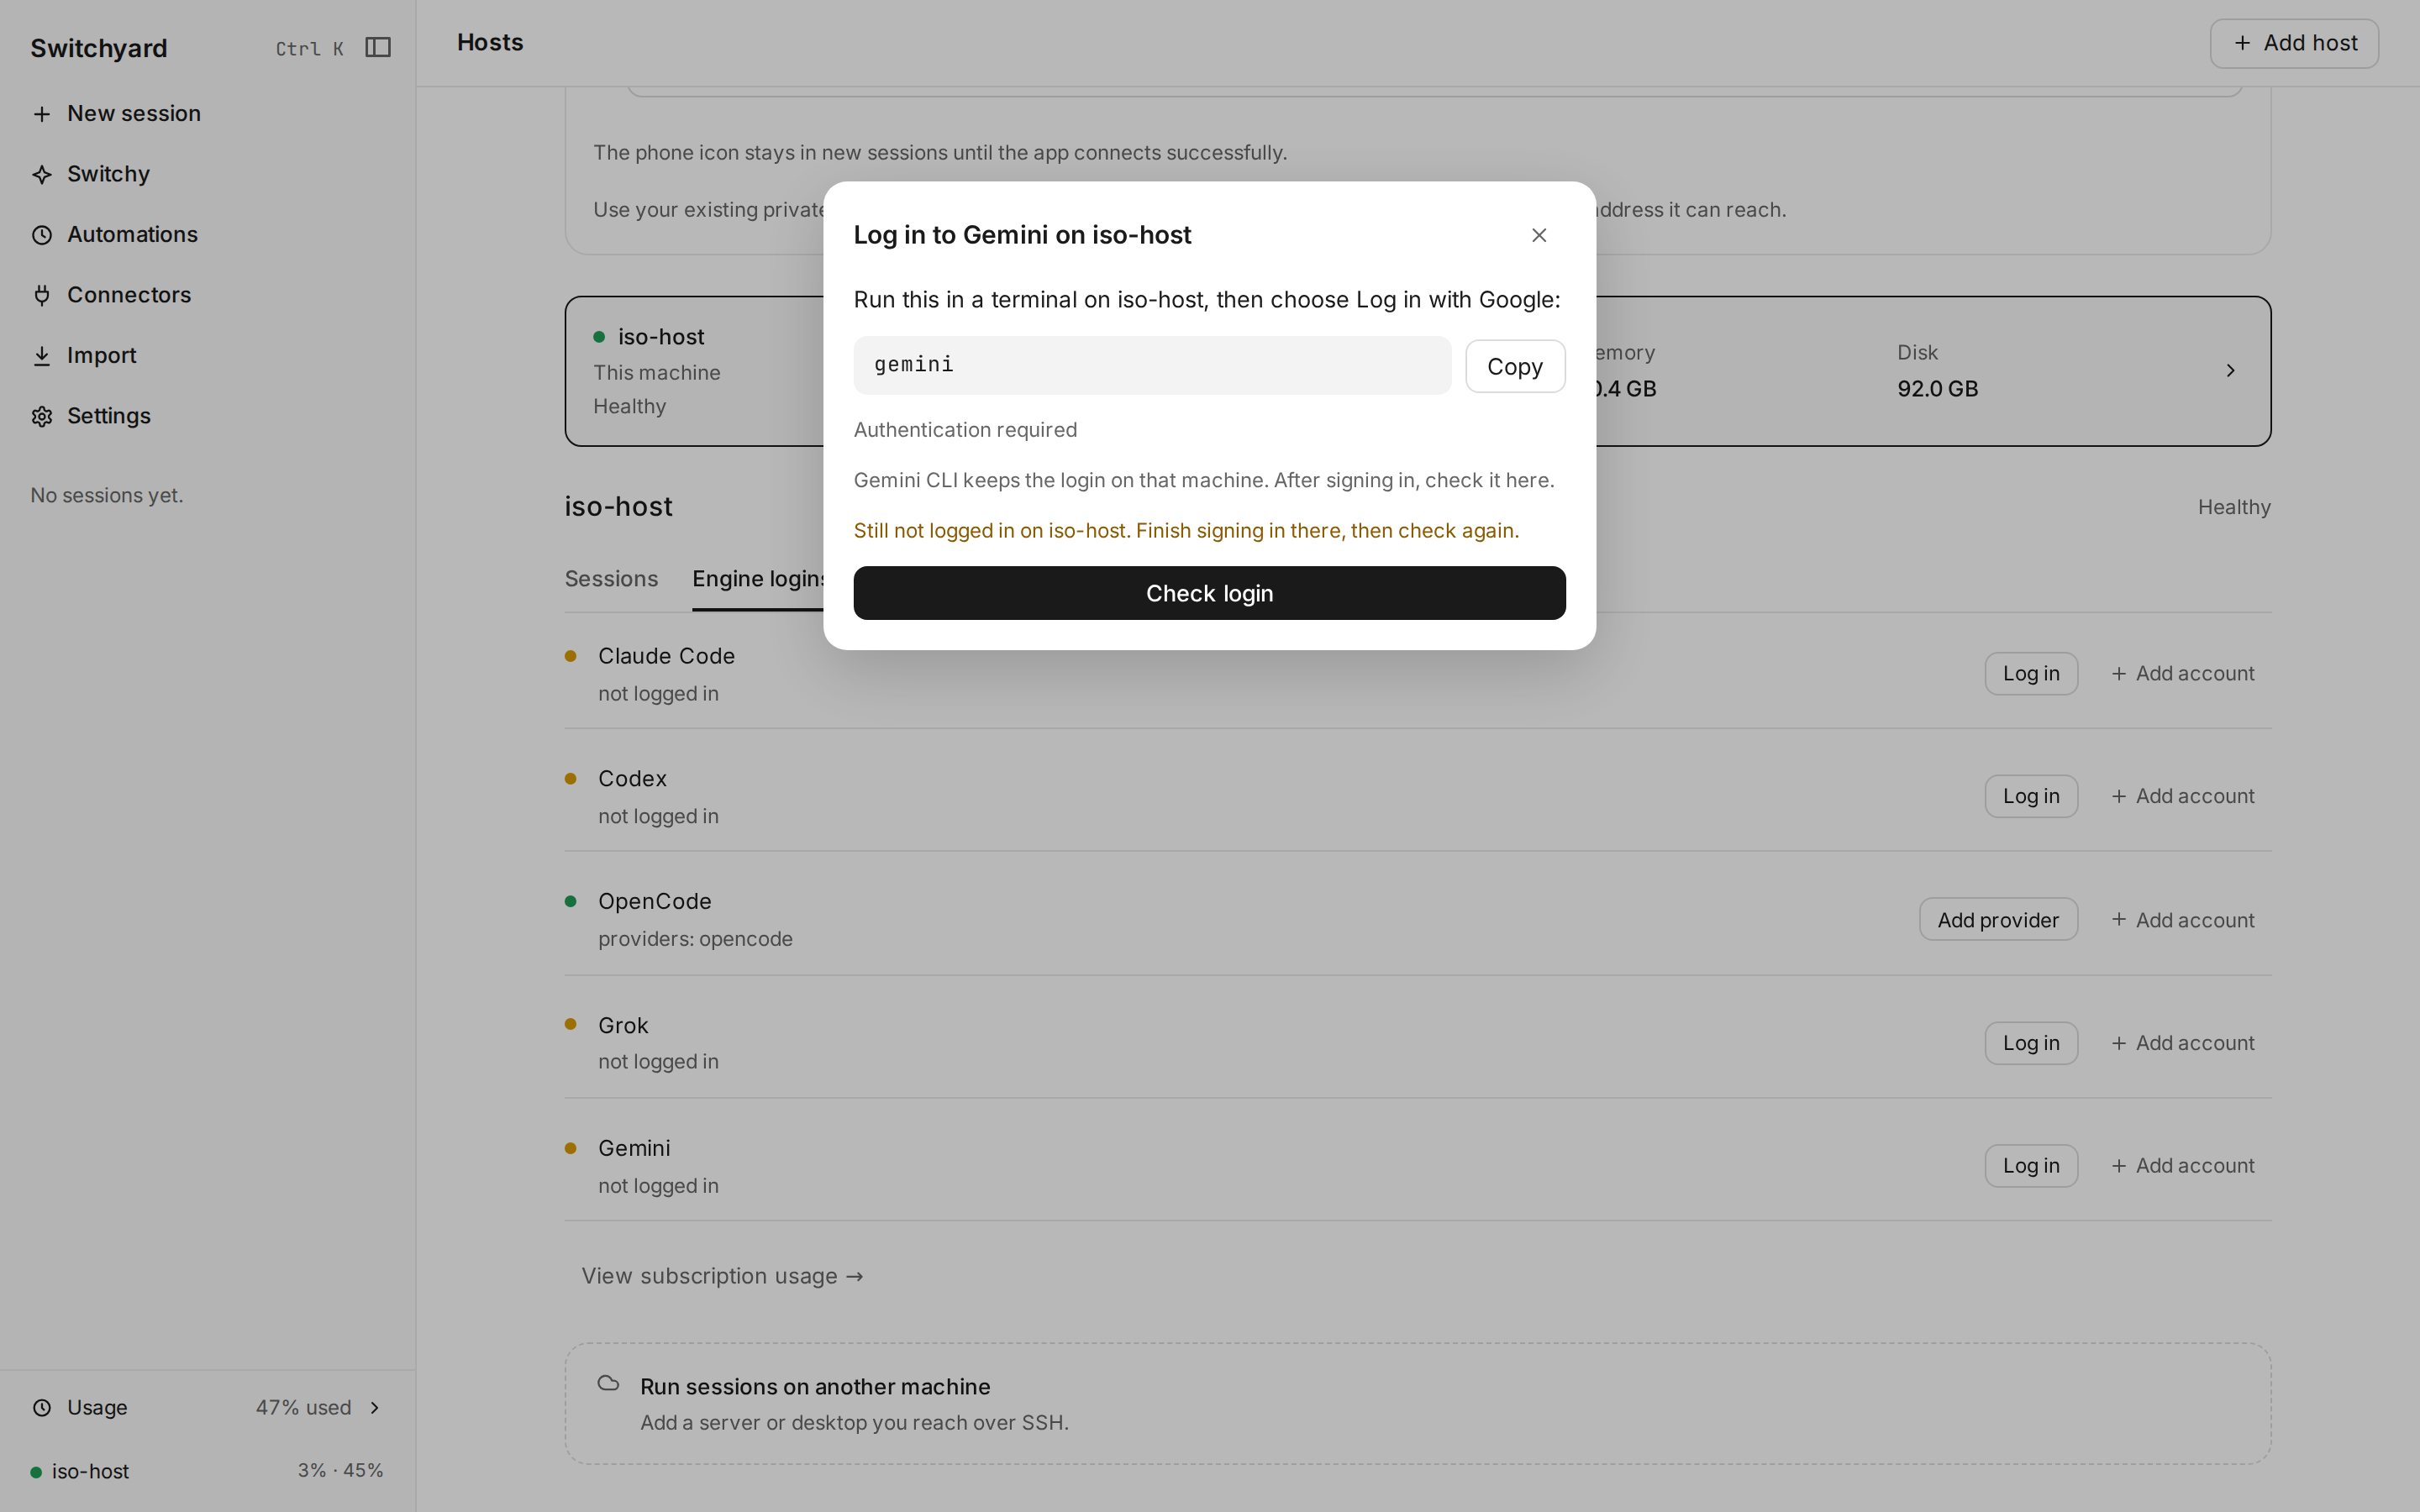 Switchyard
Ctrl K
New session
Switchy
Automations
Connectors
Import
Settings
No sessions yet.
Usage
47% used
iso-host
3% · 45%
Hosts
Add host
The phone icon stays in new sessions until the app connects successfully.
Use your existing private
address it can reach.
iso-host
This machine
Healthy
0.4 GB
Disk
92.0 GB
iso-host
Healthy
Sessions
Engine logins
Log in to Gemini on iso-host
Run this in a terminal on iso-host, then choose Log in with Google:
gemini
Copy
Authentication required
Gemini CLI keeps the login on that machine. After signing in, check it here.
Still not logged in on iso-host. Finish signing in there, then check again.
Check login
Claude Code
not logged in
Log in
+ Add account
Codex
not logged in
Log in
+ Add account
OpenCode
providers: opencode
Add provider
+ Add account
Grok
not logged in
Log in
+ Add account
Gemini
not logged in
Log in
+ Add account
View subscription usage →
Run sessions on another machine
Add a server or desktop you reach over SSH.